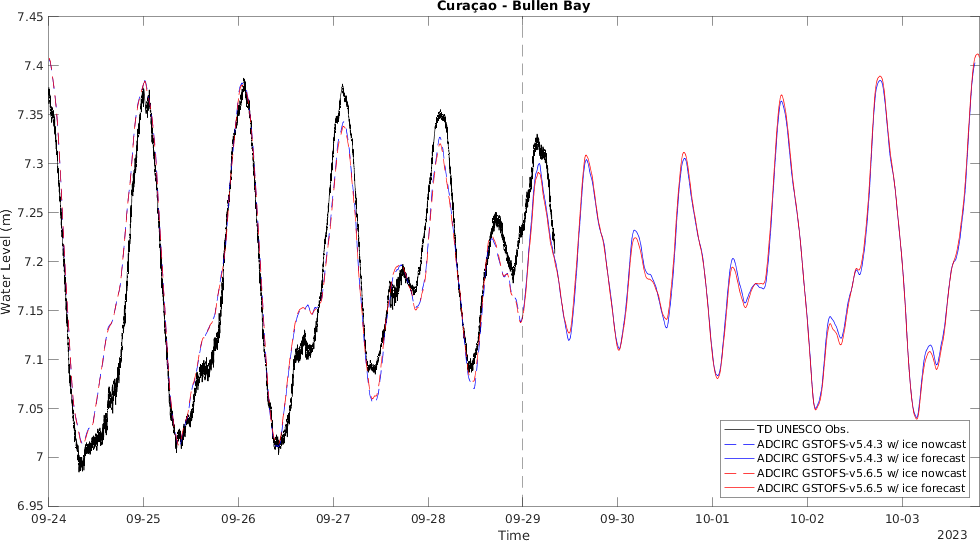 Curaçao - Bullen Bay
7.45
7.4
7.35
7.3
7.25
7.2
7.15
7.1
7.05
7
6.95
Water Level (m)
09-24
09-25
09-26
09-27
09-28
09-29
09-30
10-01
10-02
10-03
Time
2023
TD UNESCO Obs.
ADCIRC GSTOFS-v5.4.3 w/ ice nowcast
ADCIRC GSTOFS-v5.4.3 w/ ice forecast
ADCIRC GSTOFS-v5.6.5 w/ ice nowcast
ADCIRC GSTOFS-v5.6.5 w/ ice forecast